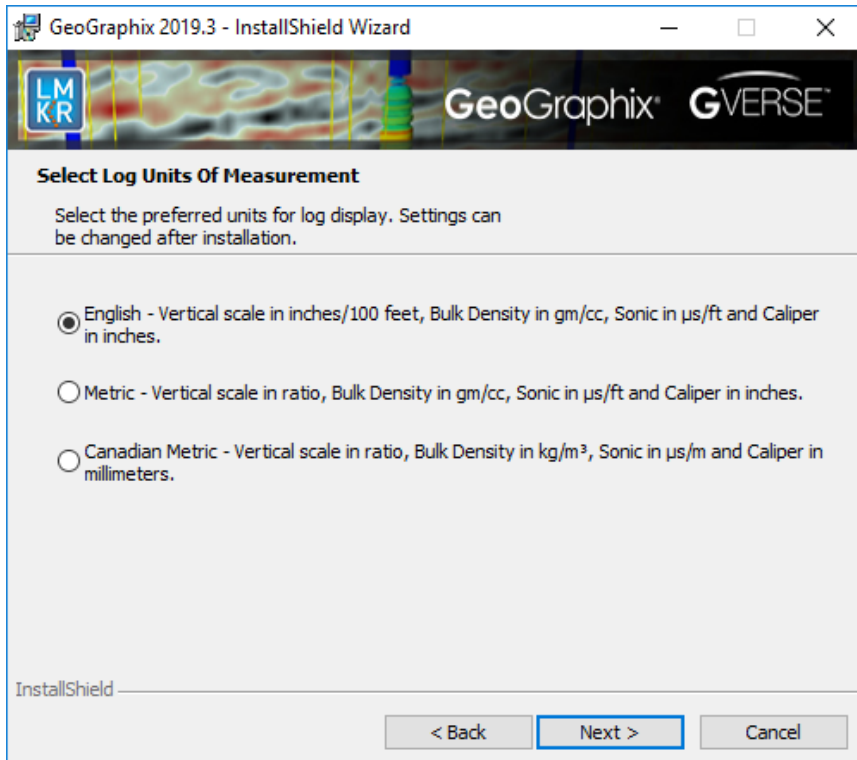 GeoGraphix 2019.3 - InstallShield Wizard
LM
KR
GeoGraphix® GVERSE™
Select Log Units Of Measurement
Select the preferred units for log display. Settings can
be changed after installation.
English - Vertical scale in inches/100 feet, Bulk Density in gm/cc, Sonic in µs/ft and Caliper
in inches.
Metric - Vertical scale in ratio, Bulk Density in gm/cc, Sonic in µs/ft and Caliper in inches.
Canadian Metric - Vertical scale in ratio, Bulk Density in kg/m³, Sonic in µs/m and Caliper in
millimeters.
InstallShield
< Back Next > Cancel